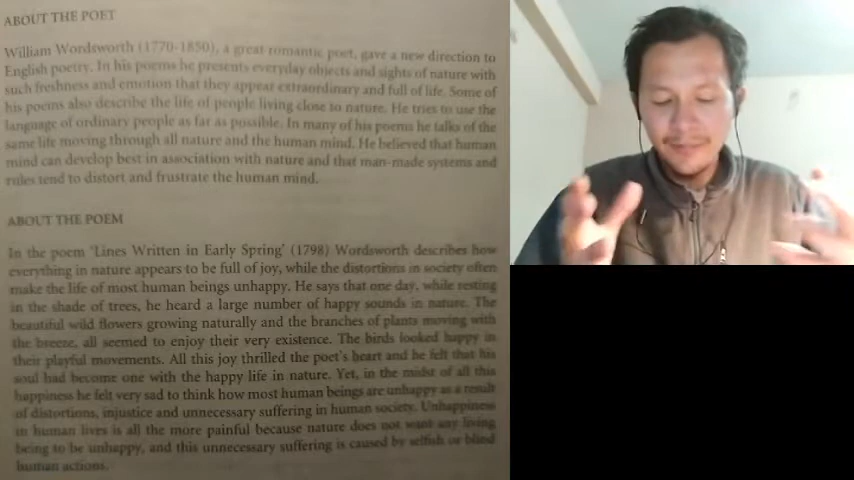 ABOUT THE POET
William Wordsworth (1770-1850), a great romantic poet, gave a new direction to
English poetry. In his poems he presents everyday objects and sights of nature with
such freshness and emotion that they appear extraordinary and full of life. Some of
his poems also describe the life of people living close to nature. He tries to use the
language of ordinary people as far as possible. In many of his poems he talks of the
same life moving through all nature and the human mind. He believed that human
mind can develop best in association with nature and that man-made systems and
rules tend to distort and frustrate the human mind.
ABOUT THE POEM
In the poem 'Lines Written in Early Spring' (1798) Wordsworth describes how
everything in nature appears to be full of joy, while the distortions in society often
make the life of most human beings unhappy. He says that one day, while resting
in the shade of trees, he heard a large number of happy sounds in nature. The
beautiful wild flowers growing naturally and the branches of plants moving with
the breeze, all seemed to enjoy their very existence. The birds looked happy in
their playful movements. All this joy thrilled the poet's heart and he felt that his
soul had become one with the happy life in nature. Yet, in the midst of all this
happiness he felt very sad to think how most human beings are unhappy as a result
of distortions, injustice and unnecessary suffering in human society. Unhappiness
in human lives is all the more painful because nature does not want any living
being to be unhappy, and this unnecessary suffering is caused by selfish or blind
human actions.